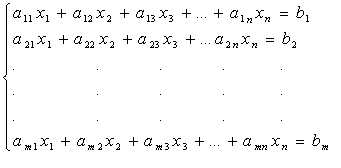 a₁₁x₁ + a₁₂x₂ + a₁₃x₃ + ... + a₁ₙxₙ = b₁
a₂₁x₁ + a₂₂x₂ + a₂₃x₃ + ...a₂ₙxₙ = b₂
. . . . .
. . . . .
. . . . .
aₘ₁x₁ + aₘ₂x₂ + aₘ₃x₃ + ... + aₘₙxₙ = bₘ